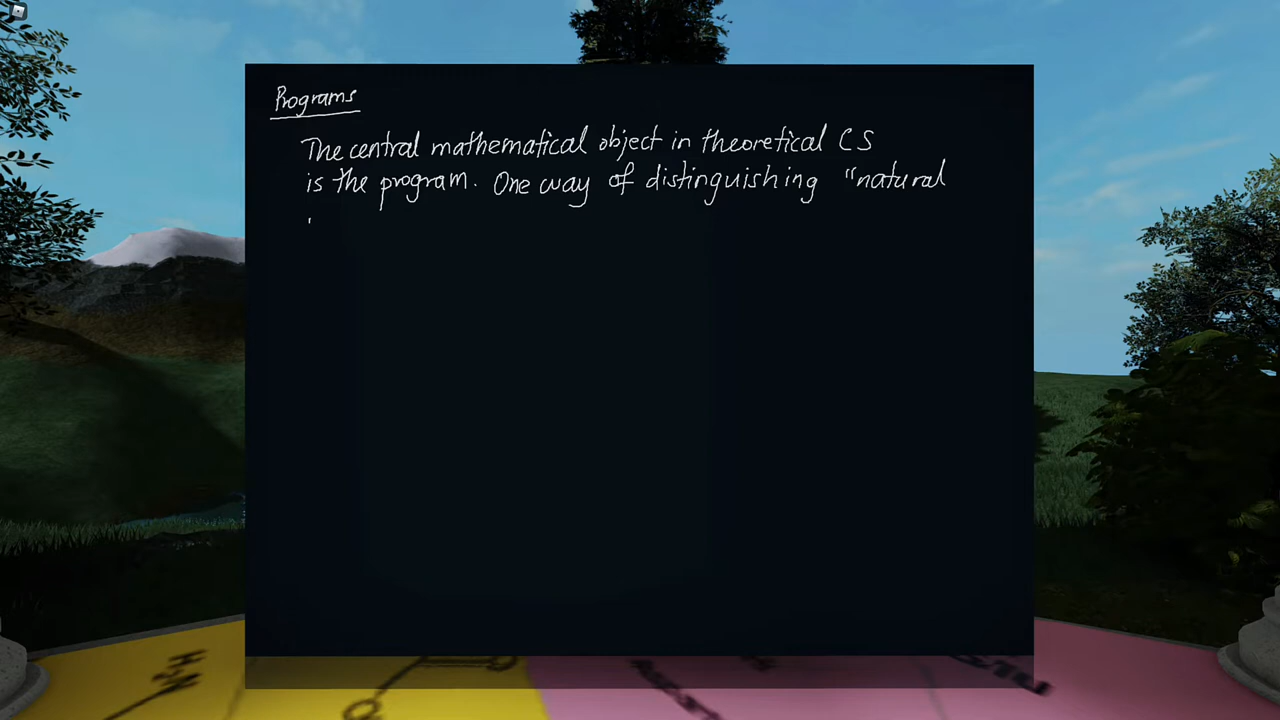 Programs
The central mathematical object in theoretical CS
is the program. One way of distinguishing "natural